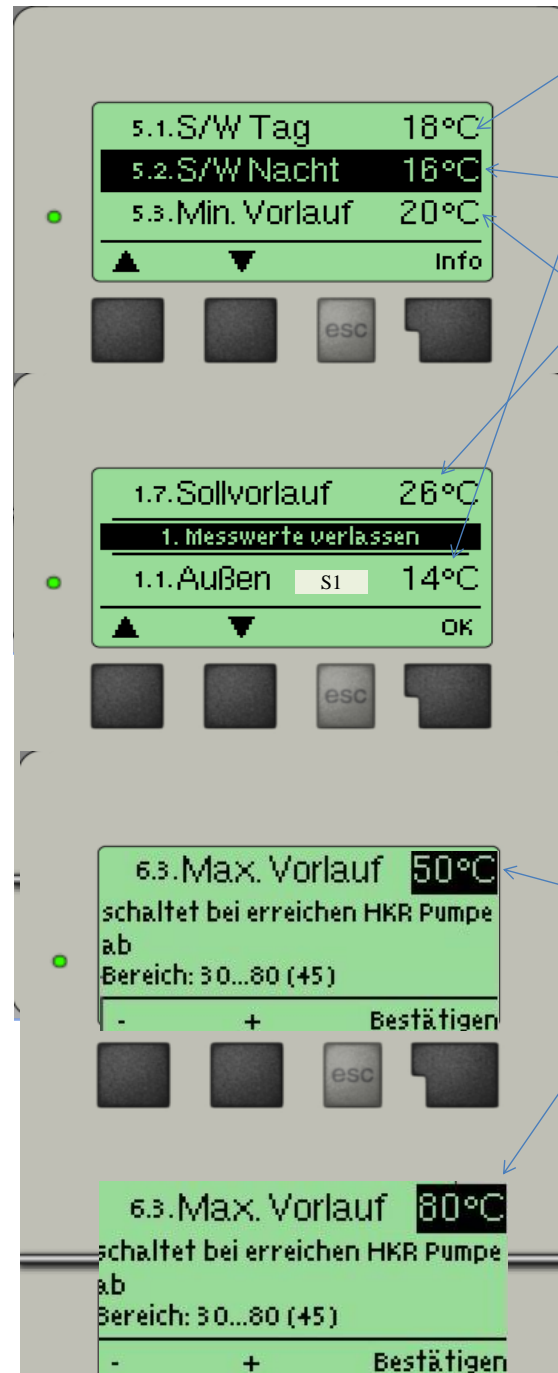 5.1. S/W Tag 18°C
5.2. S/W Nacht 16°C
5.3. Min. Vorlauf 20°C
Info
esc
1.7. Sollvorlauf 26°C
1. Messwerte verlassen
1.1. Außen S1 14°C
OK
esc
6.3. Max. Vorlauf 50°C
schaltet bei erreichen HKR Pumpe
ab
Bereich: 30...80 (45)
- + Bestätigen
esc
6.3. Max. Vorlauf 80°C
schaltet bei erreichen HKR Pumpe
ab
Bereich: 30...80 (45)
- + Bestätigen